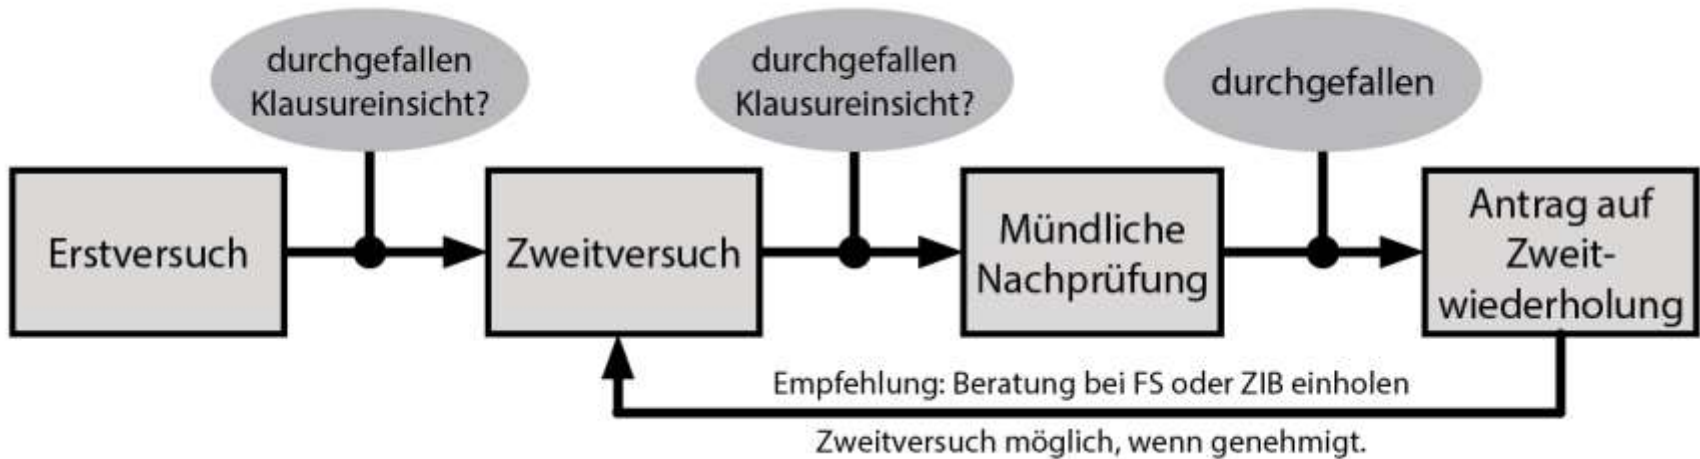 durchgefallen
Klausureinsicht?
durchgefallen
Klausureinsicht?
durchgefallen
Erstversuch
Zweitversuch
Mündliche
Nachprüfung
Antrag auf
Zweit-
wiederholung
Empfehlung: Beratung bei FS oder ZIB einholen
Zweitversuch möglich, wenn genehmigt.